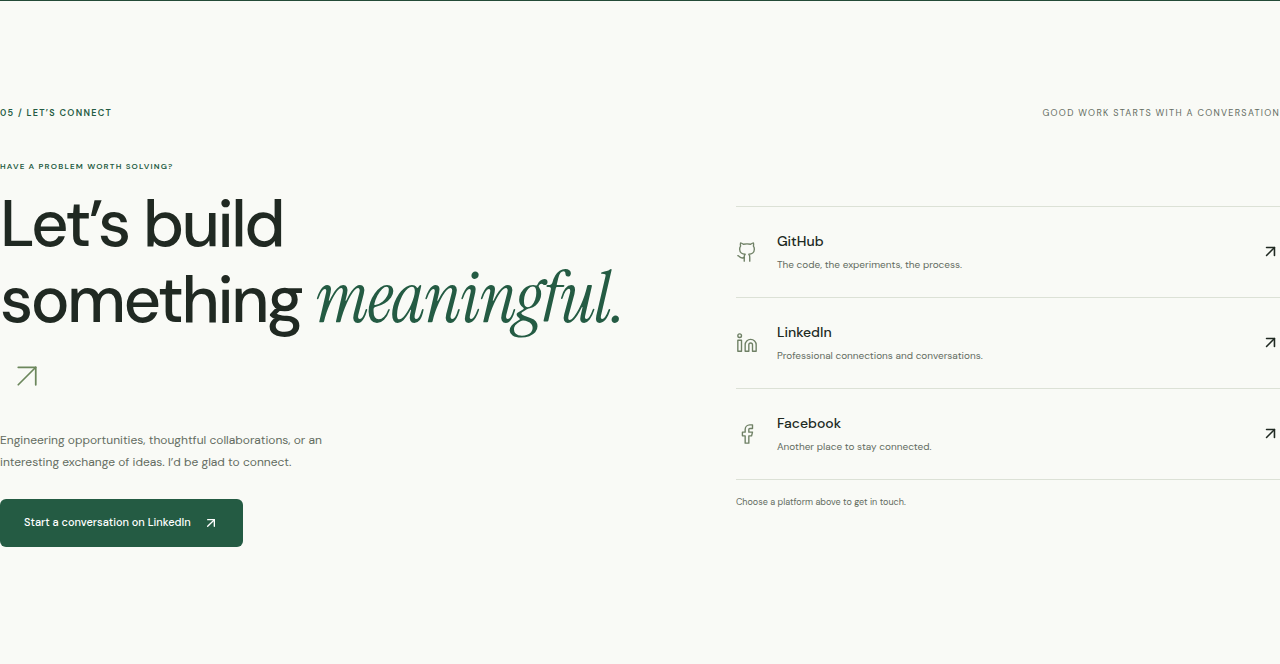 05 / LET’S CONNECT
GOOD WORK STARTS WITH A CONVERSATION
HAVE A PROBLEM WORTH SOLVING?
Let’s build
something meaningful.
Engineering opportunities, thoughtful collaborations, or an
interesting exchange of ideas. I’d be glad to connect.
Start a conversation on LinkedIn
GitHub
The code, the experiments, the process.
LinkedIn
Professional connections and conversations.
Facebook
Another place to stay connected.
Choose a platform above to get in touch.